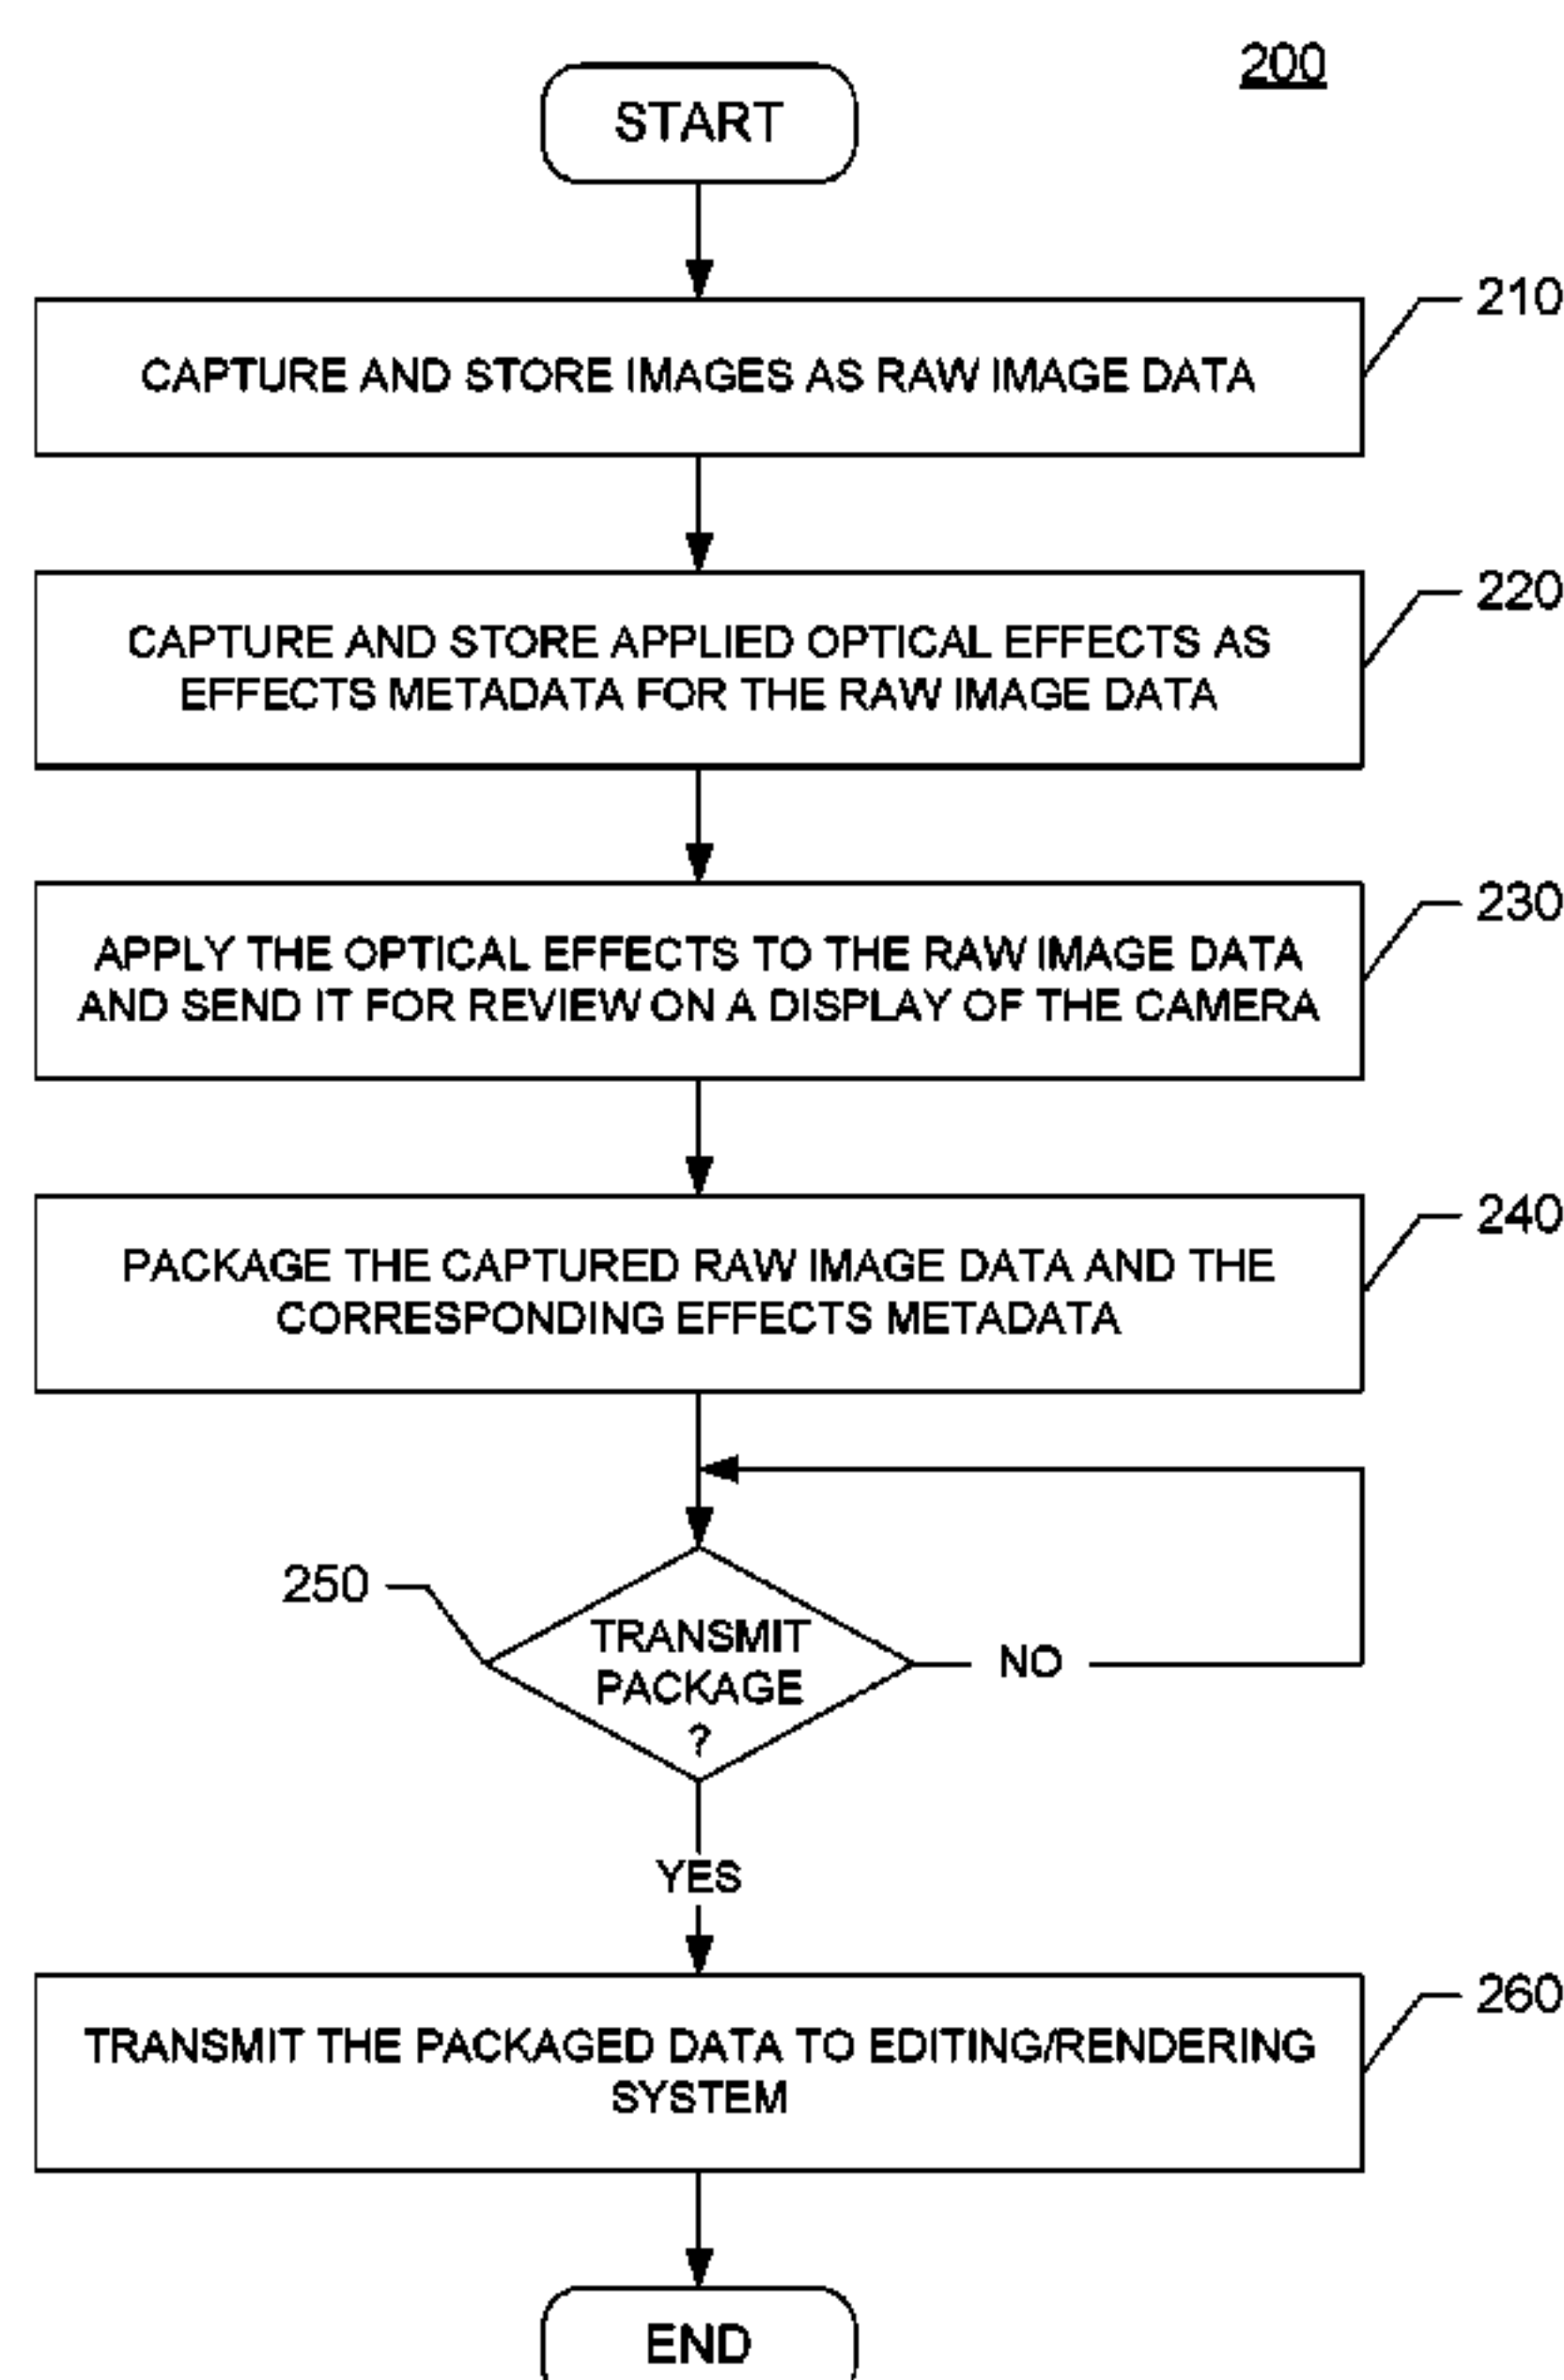 200
START
210
CAPTURE AND STORE IMAGES AS RAW IMAGE DATA
220
CAPTURE AND STORE APPLIED OPTICAL EFFECTS AS
EFFECTS METADATA FOR THE RAW IMAGE DATA
230
APPLY THE OPTICAL EFFECTS TO THE RAW IMAGE DATA
AND SEND IT FOR REVIEW ON A DISPLAY OF THE CAMERA
240
PACKAGE THE CAPTURED RAW IMAGE DATA AND THE
CORRESPONDING EFFECTS METADATA
250
TRANSMIT
PACKAGE
?
NO
YES
260
TRANSMIT THE PACKAGED DATA TO EDITING/RENDERING
SYSTEM
END